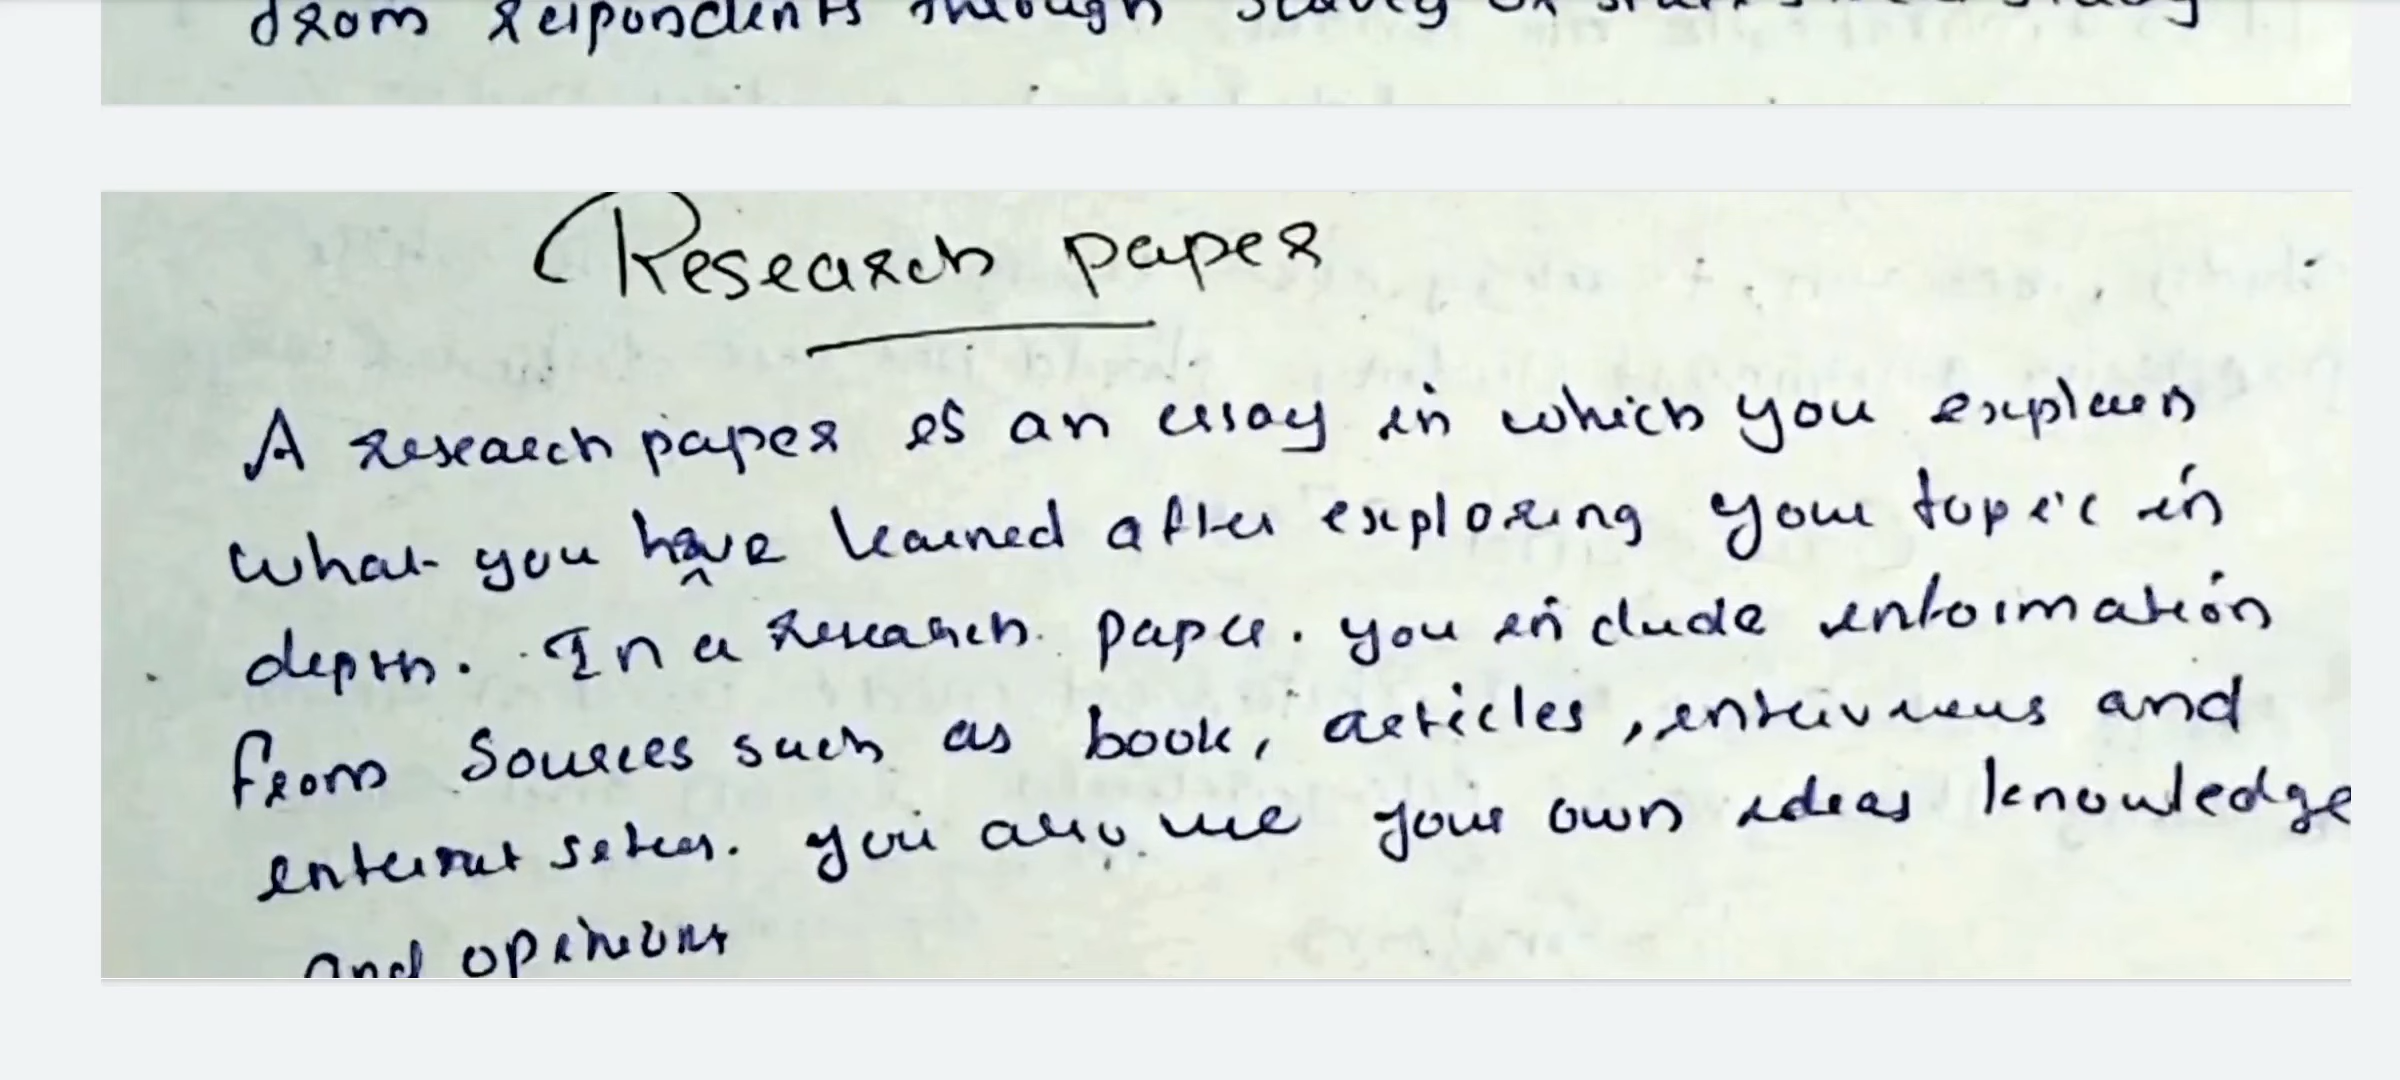 from respondents through
Research paper
A research paper is an essay in which you explain
what you have learned after exploring your topic in
depth. In a research paper. you include information
from Sources such as book, articles, interviews and
internet sites. you also use your own ideas knowledge
and opinions